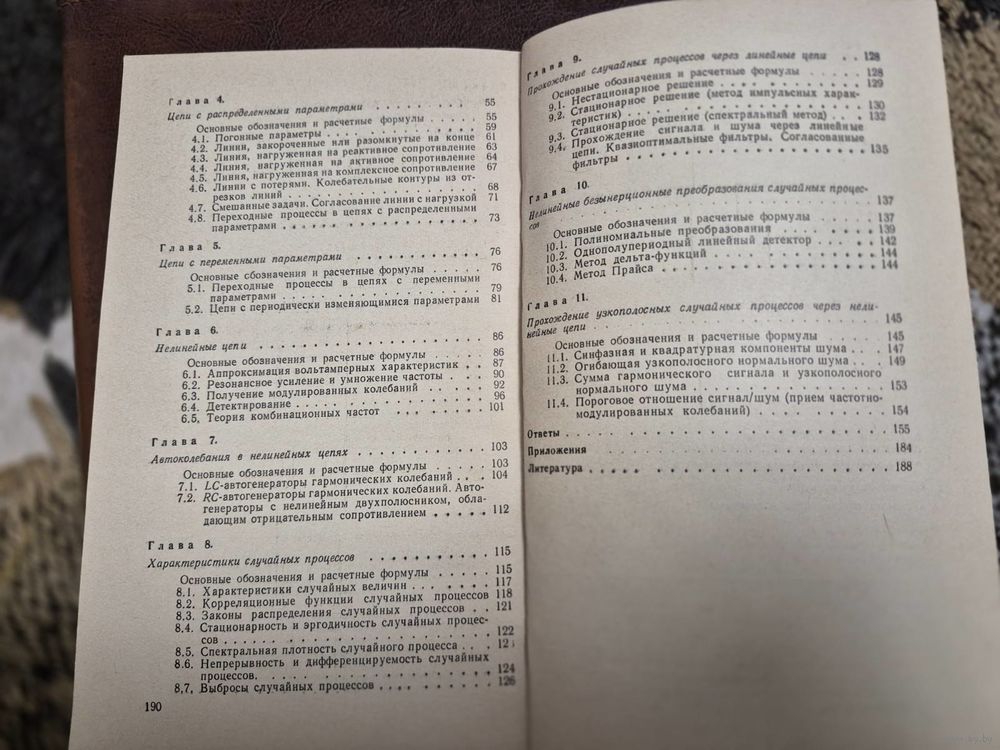 Глава 4.
Цепи с распределенными параметрами . . . . . . . . 55
Основные обозначения и расчетные формулы . . . . . 55
4.1. Погонные параметры . . . . . . . . . . . . . 59
4.2. Линии, закороченные или разомкнутые на конце 61
4.3. Линия, нагруженная на реактивное сопротивление 63
4.4. Линия, нагруженная на активное сопротивление 64
4.5. Линия, нагруженная на комплексное сопротивление 67
4.6. Линии с потерями. Колебательные контуры из от-
резков линий . . . . . . . . . . . . . . . 68
4.7. Смешанные задачи. Согласование линии с нагрузкой 71
4.8. Переходные процессы в цепях с распределенными
параметрами . . . . . . . . . . . . . . . 73
Глава 5.
Цепи с переменными параметрами . . . . . . . . . . 76
Основные обозначения и расчетные формулы . . . . . 76
5.1. Переходные процессы в цепях с переменными
параметрами . . . . . . . . . . . . . . . 79
5.2. Цепи с периодически изменяющимися параметрами 81
Глава 6.
Нелинейные цепи . . . . . . . . . . . . . . . . 86
Основные обозначения и расчетные формулы . . . . . 86
6.1. Аппроксимация вольтамперных характеристик . . 87
6.2. Резонансное усиление и умножение частоты . . . 90
6.3. Получение модулированных колебаний . . . . . 92
6.4. Детектирование . . . . . . . . . . . . . . 96
6.5. Теория комбинационных частот . . . . . . . . 101
Глава 7.
Автоколебания в нелинейных цепях . . . . . . . . . 103
Основные обозначения и расчетные формулы . . . . . 103
7.1. LC-автогенераторы гармонических колебаний . . . 104
7.2. RC-автогенераторы гармонических колебаний. Авто-
генераторы с нелинейным двухполюсником, обла-
дающим отрицательным сопротивлением . . . . . 112
Глава 8.
Характеристики случайных процессов . . . . . . . . 115
Основные обозначения и расчетные формулы . . . . . 115
8.1. Характеристики случайных величин . . . . . . 117
8.2. Корреляционные функции случайных процессов 118
8.3. Законы распределения случайных процессов . . 121
8.4. Стационарность и эргодичность случайных процес-
сов . . . . . . . . . . . . . . . . . . . 122
8.5. Спектральная плотность случайного процесса . . .
8.6. Непрерывность и дифференцируемость случайных
процессов. . . . . . . . . . . . . . . . . 124
8.7. Выбросы случайных процессов . . . . . . . . 126
190
Глава 9.
Прохождение случайных процессов через линейные цепи . . 128
Основные обозначения и расчетные формулы . . . . . 128
9.1. Нестационарное решение . . . . . . . . . . . 129
9.2. Стационарное решение (метод импульсных харак-
теристик) . . . . . . . . . . . . . . . . 130
9.3. Стационарное решение (спектральный метод) . . . 132
9.4. Прохождение сигнала и шума через линейные
цепи. Квазиоптимальные фильтры. Согласованные
фильтры . . . . . . . . . . . . . . . . . 135
Глава 10.
Нелинейные безынерционные преобразования случайных процес-
сов . . . . . . . . . . . . . . . . . . . . . . 137
Основные обозначения и расчетные формулы . . . . . 137
10.1. Полиномиальные преобразования . . . . . . . 139
10.2. Однополупериодный линейный детектор . . . . 142
10.3. Метод дельта-функций . . . . . . . . . . . 144
10.4. Метод Прайса . . . . . . . . . . . . . . . 144
Глава 11.
Прохождение узкополосных случайных процессов через нели-
нейные цепи . . . . . . . . . . . . . . . . . . 145
Основные обозначения и расчетные формулы . . . . . 145
11.1. Синфазная и квадратурная компоненты шума . . 147
11.2. Огибающая узкополосного нормального шума . . 149
11.3. Сумма гармонического сигнала и узкополосного
нормального шума . . . . . . . . . . . . . 153
11.4. Пороговое отношение сигнал/шум (прием частотно-
модулированных колебаний) . . . . . . . . . 154
Ответы . . . . . . . . . . . . . . . . . . . . 155
Приложения . . . . . . . . . . . . . . . . . . 184
Литература . . . . . . . . . . . . . . . . . . 188